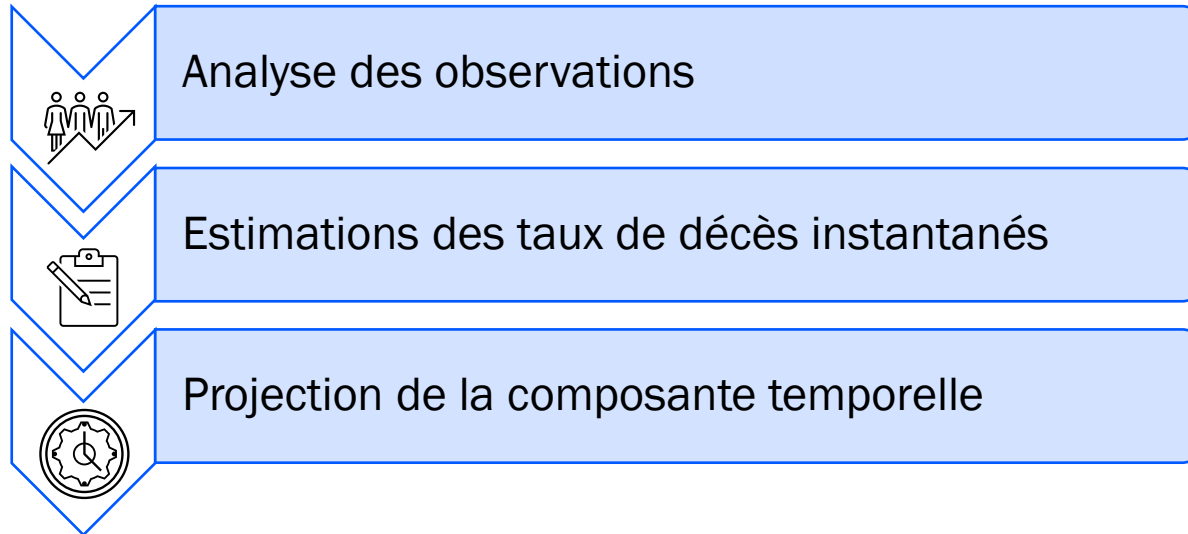 Analyse des observations
Estimations des taux de décès instantanés
Projection de la composante temporelle